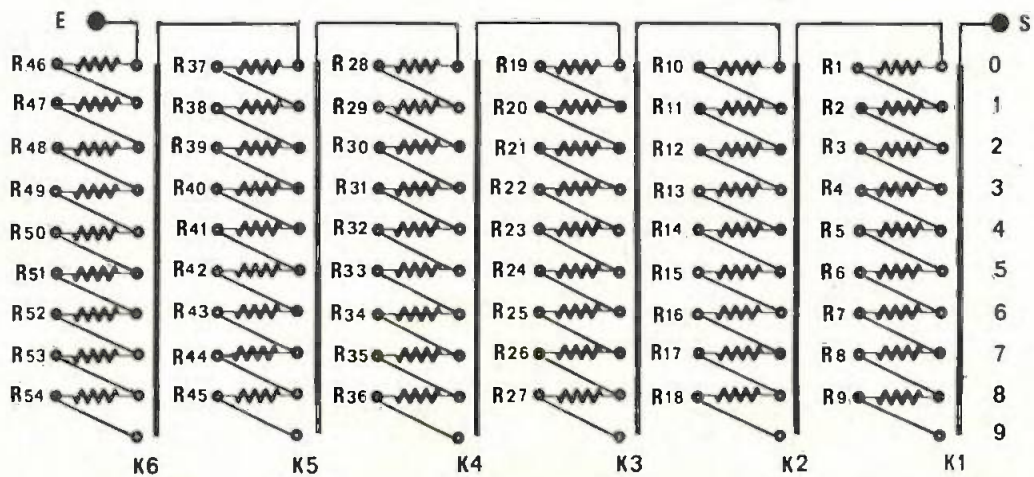 E S
R46 R37 R28 R19 R10 R1 0
R47 R38 R29 R20 R11 R2 1
R48 R39 R30 R21 R12 R3 2
R49 R40 R31 R22 R13 R4 3
R50 R41 R32 R23 R14 R5 4
R51 R42 R33 R24 R15 R6 5
R52 R43 R34 R25 R16 R7 6
R53 R44 R35 R26 R17 R8 7
R54 R45 R36 R27 R18 R9 8
9
K6 K5 K4 K3 K2 K1